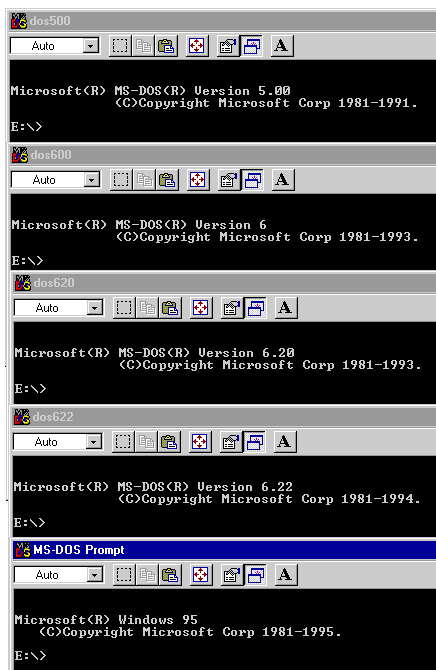 dos500
Auto
A
Microsoft(R) MS-DOS(R) Version 5.00
(C)Copyright Microsoft Corp 1981-1991.
E:\>
dos600
Auto
A
Microsoft(R) MS-DOS(R) Version 6
(C)Copyright Microsoft Corp 1981-1993.
E:\>
dos620
Auto
A
Microsoft(R) MS-DOS(R) Version 6.20
(C)Copyright Microsoft Corp 1981-1993.
E:\>
dos622
Auto
A
Microsoft(R) MS-DOS(R) Version 6.22
(C)Copyright Microsoft Corp 1981-1994.
E:\>
MS-DOS Prompt
Auto
A
Microsoft(R) Windows 95
(C)Copyright Microsoft Corp 1981-1995.
E:\>